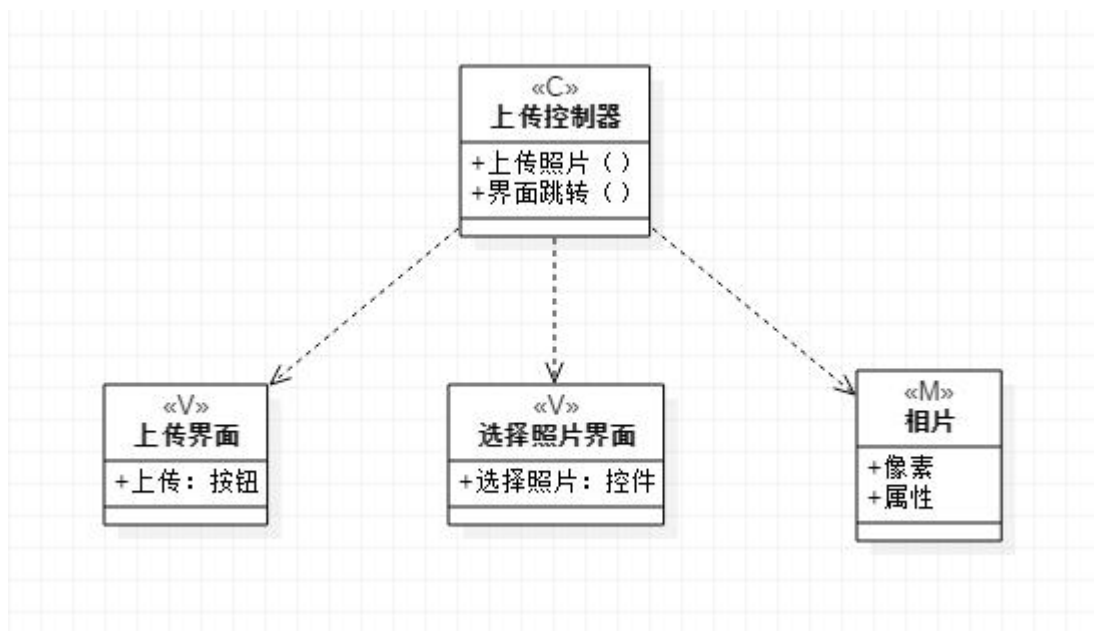 «C»
上传控制器
+上传照片（）
+界面跳转（）
«V»
上传界面
+上传：按钮
«V»
选择照片界面
+选择照片：控件
«M»
相片
+像素
+属性